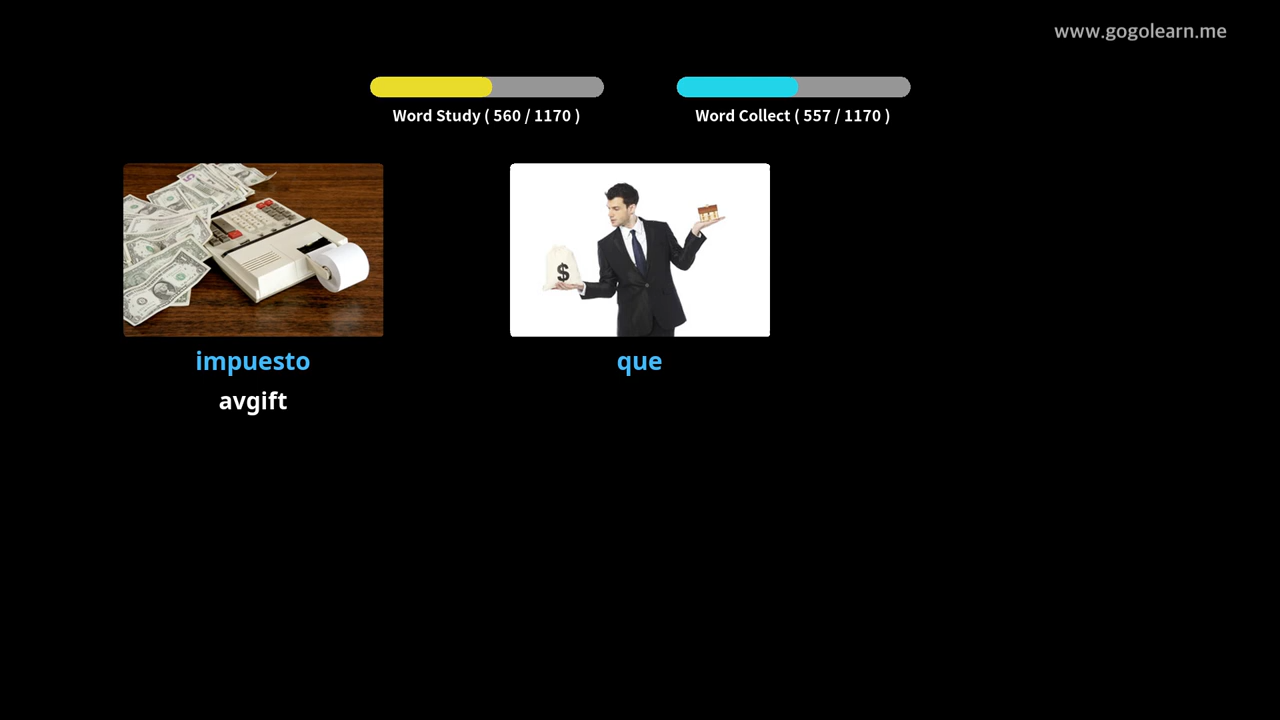 www.gogolearn.me
Word Study ( 560 / 1170 )
Word Collect ( 557 / 1170 )
$
impuesto
que
avgift